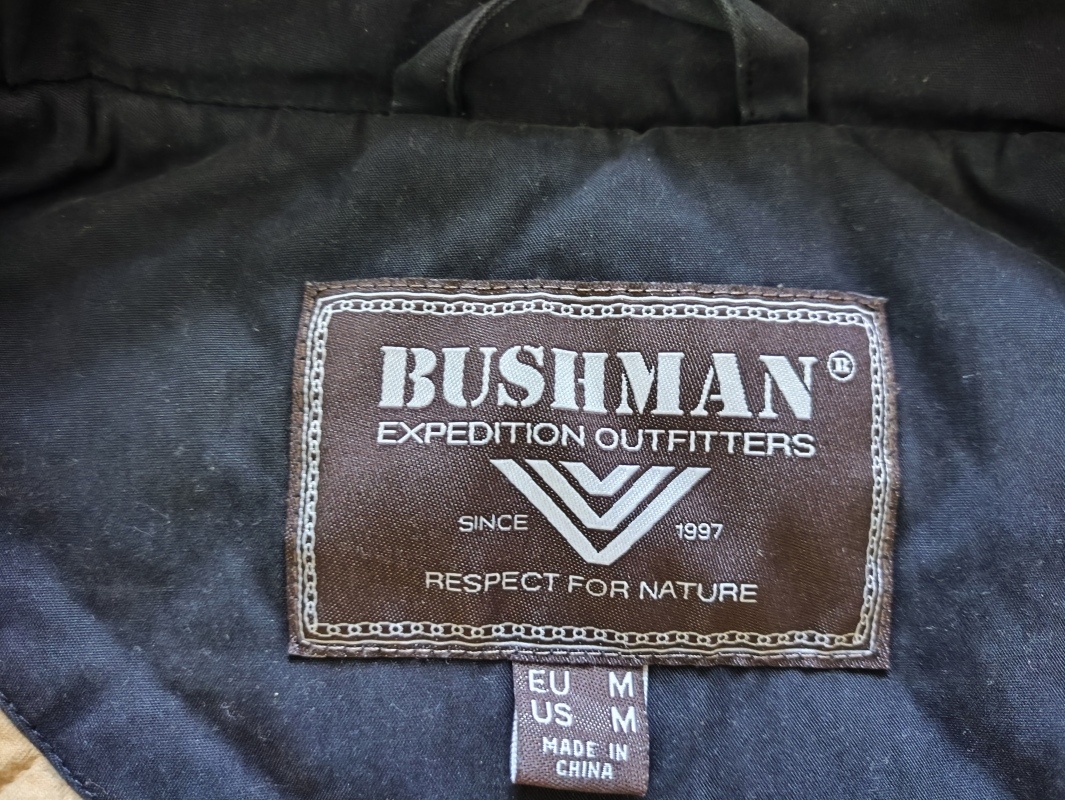 BUSHMAN®
EXPEDITION OUTFITTERS
SINCE 1997
RESPECT FOR NATURE
EU M
US M
MADE IN
CHINA